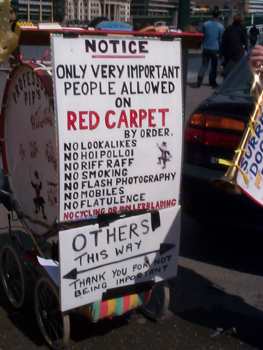 NOTICE
ONLY VERY IMPORTANT
PEOPLE ALLOWED
ON
RED CARPET
BY ORDER.
NO LOOKALIKES
NO HOI POLLOI
NO RIFF RAFF
NO SMOKING
NO FLASH PHOTOGRAPHY
NO MOBILES
NO FLATULENCE
NO CYCLING OR ROLLERBLADING
OTHERS
THIS WAY
THANK YOU FOR NOT
BEING IMPORTANT